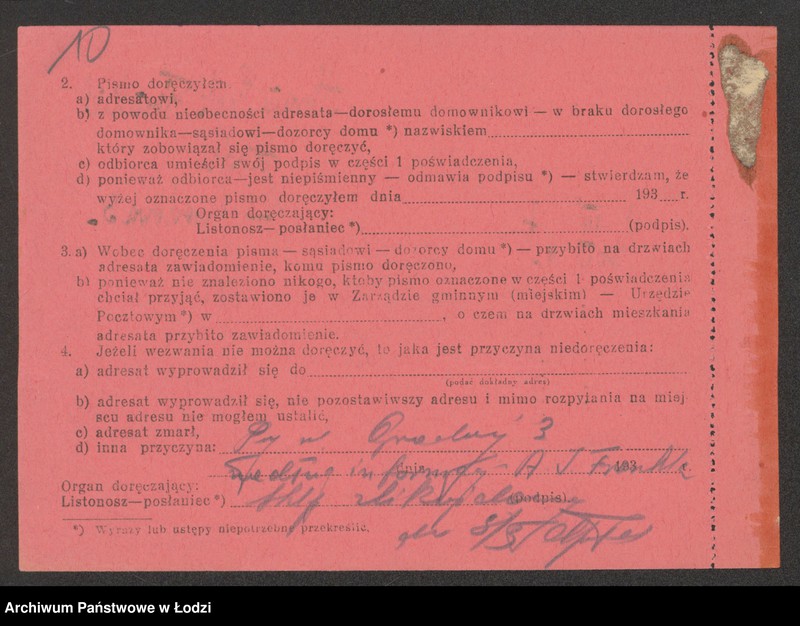 10
2. Pismo doręczyłem
a) adresatowi,
b) z powodu nieobecności adresata—dorosłemu domownikowi — w braku dorosłego
domownika—sąsiadowi—dozorcy domu *) nazwiskiem
który zobowiązał się pismo doręczyć,
c) odbiorca umieścił swój podpis w części 1 poświadczenia,
d) ponieważ odbiorca—jest niepiśmienny — odmawia podpisu *) — stwierdzam, że
wyżej oznaczone pismo doręczyłem dnia 193 r.
Organ doręczający:
Listonosz—posłaniec *) (podpis).
3. a) Wobec doręczenia pisma — sąsiadowi — dozorcy domu *) — przybito na drzwiach
adresata zawiadomienie, komu pismo doręczono,
b) ponieważ nie znaleziono nikogo, ktoby pismo oznaczone w części 1 poświadczenia
chciał przyjąć, zostawiono je w Zarządzie gminnym (miejskim) — Urzędzie
Pocztowym *) w , o czem na drzwiach mieszkania
adresata przybito zawiadomienie.
4. Jeżeli wezwania nie można doręczyć, to jaka jest przyczyna niedoręczenia:
a) adresat wyprowadził się do
(podać dokładny adres)
b) adresat wyprowadził się, nie pozostawiwszy adresu i mimo rozpytania na miej-
scu adresu nie mogłem ustalić,
c) adresat zmarł,
d) inna przyczyna: 3
dnia 193
Organ doręczający:
Listonosz—posłaniec *) (podpis).
*) Wyrazy lub ustępy niepotrzebne przekreślić.
Archiwum Państwowe w Łodzi